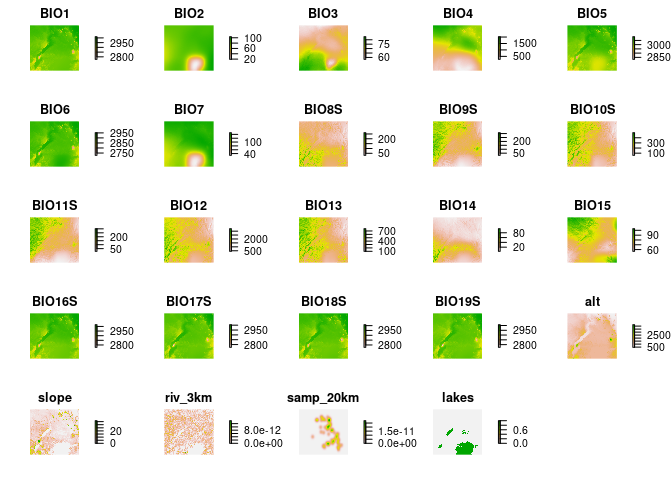 BIO1 BIO2 BIO3 BIO4 BIO5
2950 2800 100 60 20 75 60 1500 500 3000 2850
BIO6 BIO7 BIO8S BIO9S BIO10S
2950 2850 2750 100 40 200 50 200 50 300 100
BIO11S BIO12 BIO13 BIO14 BIO15
200 50 2000 500 700 400 100 80 20 90 60
BIO16S BIO17S BIO18S BIO19S alt
2950 2800 2950 2800 2950 2800 2950 2800 2500 500
slope riv_3km samp_20km lakes
20 0 8.0e-12 0.0e+00 1.5e-11 0.0e+00 0.6 0.0